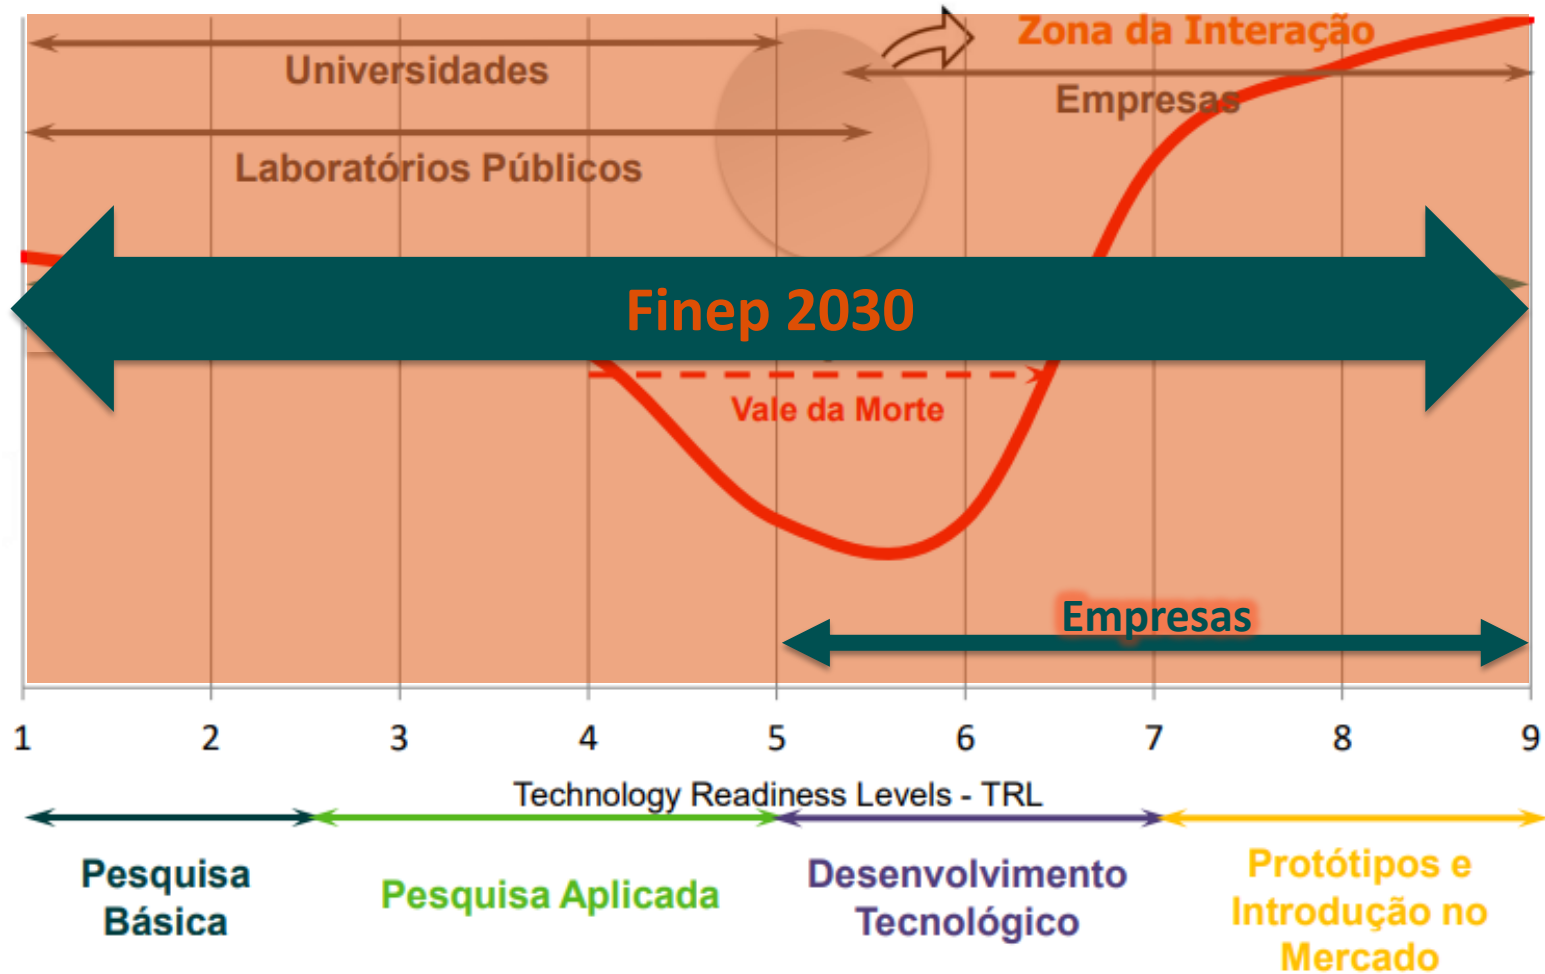 Zona da Interação
Universidades
Empresas
Laboratórios Públicos
Finep 2030
Vale da Morte
Empresas
1 2 3 4 5 6 7 8 9
Technology Readiness Levels - TRL
Pesquisa
Básica
Pesquisa Aplicada
Desenvolvimento
Tecnológico
Protótipos e
Introdução no
Mercado